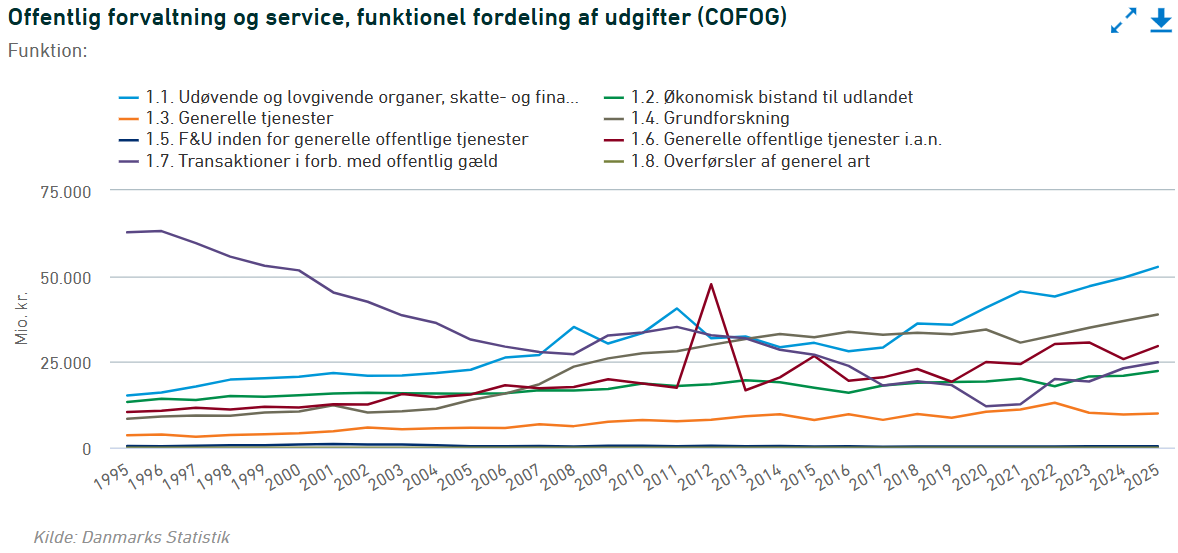 Offentlig forvaltning og service, funktionel fordeling af udgifter (COFOG)
Funktion:
1.1. Udøvende og lovgivende organer, skatte- og fina...
1.2. Økonomisk bistand til udlandet
1.3. Generelle tjenester
1.4. Grundforskning
1.5. F&U inden for generelle offentlige tjenester
1.6. Generelle offentlige tjenester i.a.n.
1.7. Transaktioner i forb. med offentlig gæld
1.8. Overførsler af generel art
75.000
50.000
25.000
0
Mio. kr.
1995
1996
1997
1998
1999
2000
2001
2002
2003
2004
2005
2006
2007
2008
2009
2010
2011
2012
2013
2014
2015
2016
2017
2018
2019
2020
2021
2022
2023
2024
2025
Kilde: Danmarks Statistik